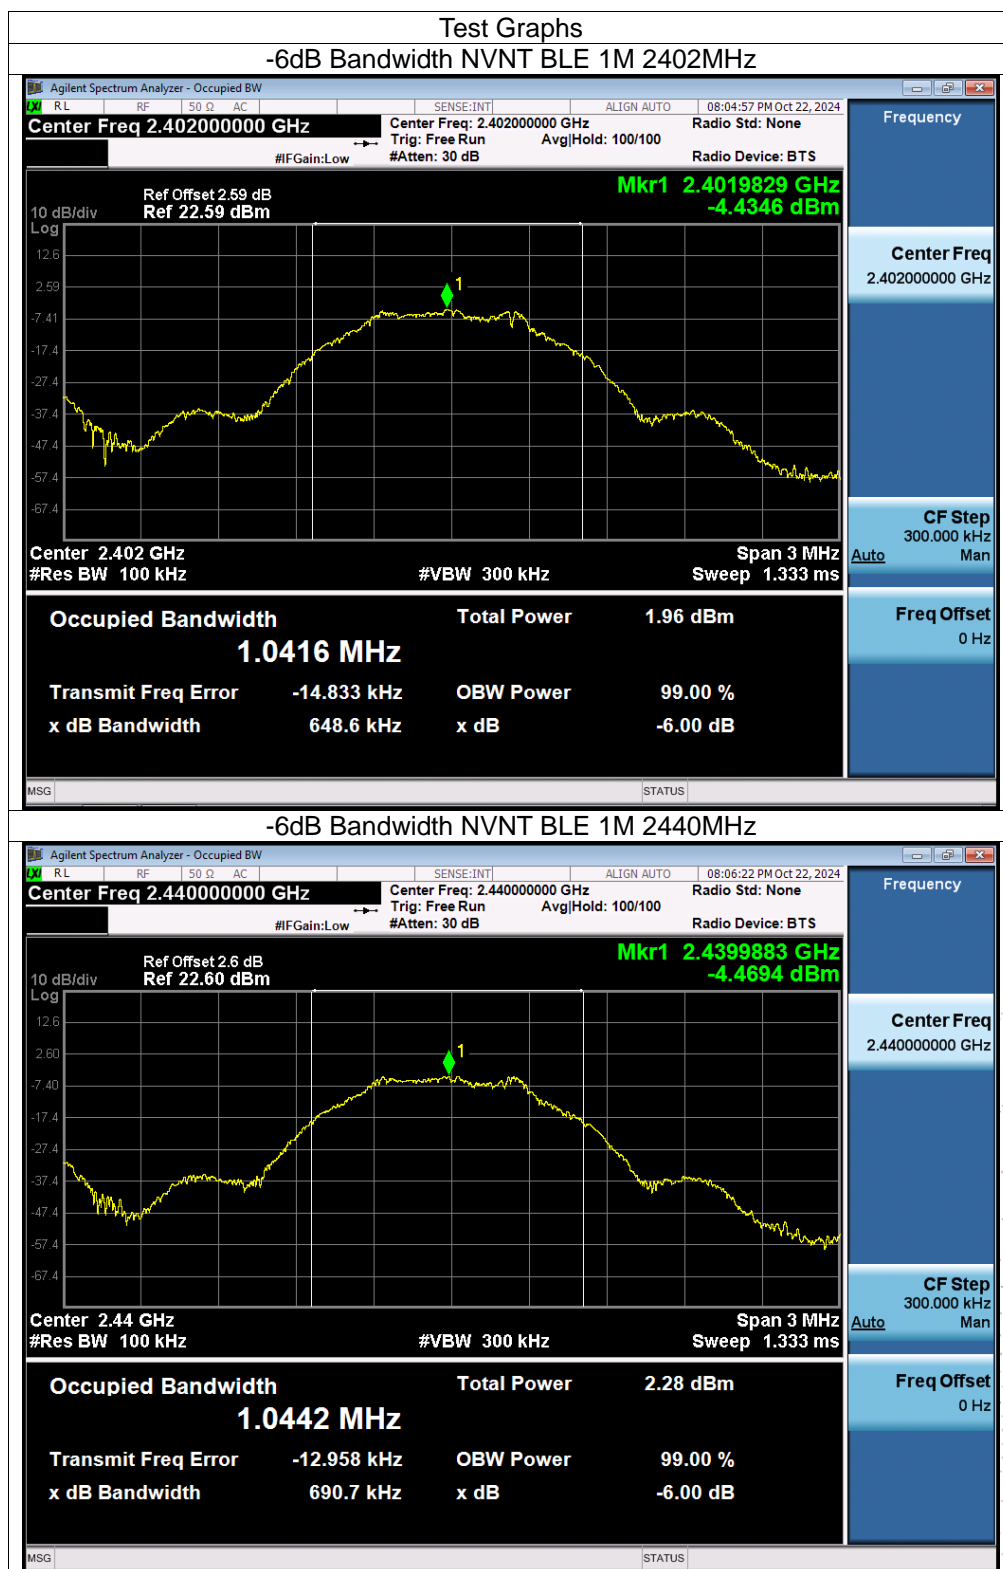 Test Graphs
-6dB Bandwidth NVNT BLE 1M 2402MHz
Agilent Spectrum Analyzer - Occupied BW
LXI RL RF 50 Ω AC SENSE:INT ALIGN AUTO 08:04:57 PM Oct 22, 2024
Center Freq 2.402000000 GHz Center Freq: 2.402000000 GHz Radio Std: None Frequency
Trig: Free Run Avg|Hold: 100/100
#IFGain:Low #Atten: 30 dB Radio Device: BTS
Mkr1 2.4019829 GHz
Ref Offset 2.59 dB
10 dB/div Ref 22.59 dBm -4.4346 dBm
Log
12.6
2.59
-7.41
-17.4
-27.4
-37.4
-47.4
-57.4
-67.4
1
Center Freq
2.402000000 GHz
Center 2.402 GHz Span 3 MHz
#Res BW 100 kHz #VBW 300 kHz Sweep 1.333 ms
CF Step
300.000 kHz
Auto Man
Occupied Bandwidth Total Power 1.96 dBm
1.0416 MHz
Freq Offset
0 Hz
Transmit Freq Error -14.833 kHz OBW Power 99.00 %
x dB Bandwidth 648.6 kHz x dB -6.00 dB
MSG STATUS
-6dB Bandwidth NVNT BLE 1M 2440MHz
Agilent Spectrum Analyzer - Occupied BW
LXI RL RF 50 Ω AC SENSE:INT ALIGN AUTO 08:06:22 PM Oct 22, 2024
Center Freq 2.440000000 GHz Center Freq: 2.440000000 GHz Radio Std: None Frequency
Trig: Free Run Avg|Hold: 100/100
#IFGain:Low #Atten: 30 dB Radio Device: BTS
Mkr1 2.4399883 GHz
Ref Offset 2.6 dB
10 dB/div Ref 22.60 dBm -4.4694 dBm
Log
12.6
2.60
-7.40
-17.4
-27.4
-37.4
-47.4
-57.4
-67.4
1
Center Freq
2.440000000 GHz
Center 2.44 GHz Span 3 MHz
#Res BW 100 kHz #VBW 300 kHz Sweep 1.333 ms
CF Step
300.000 kHz
Auto Man
Occupied Bandwidth Total Power 2.28 dBm
1.0442 MHz
Freq Offset
0 Hz
Transmit Freq Error -12.958 kHz OBW Power 99.00 %
x dB Bandwidth 690.7 kHz x dB -6.00 dB
MSG STATUS